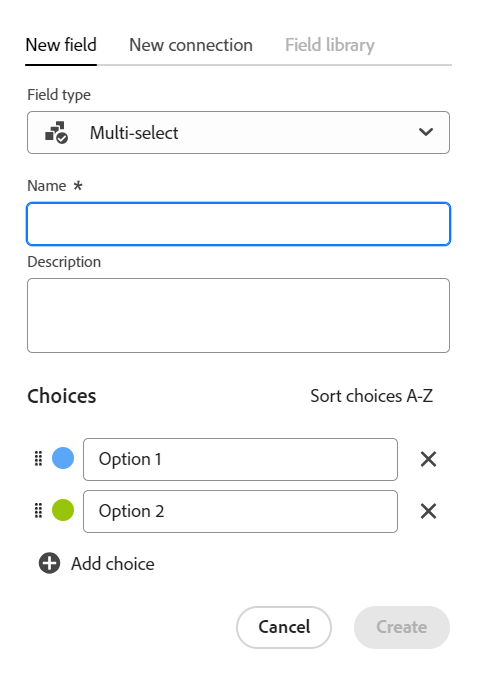 New field New connection Field library
Field type
Multi-select
Name *
Description
Choices Sort choices A-Z
Option 1
Option 2
Add choice
Cancel Create